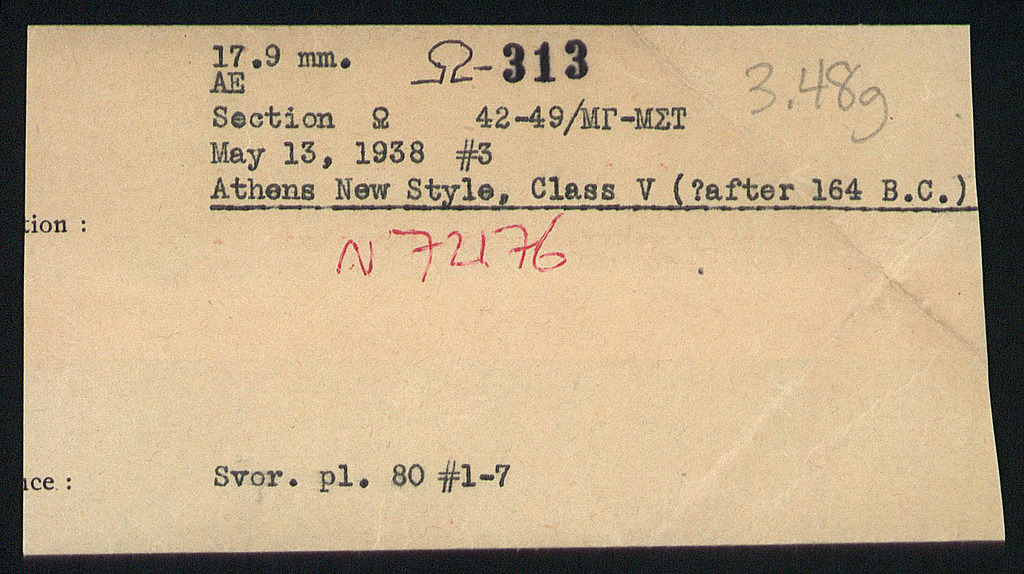 17.9 mm. Ω-313
AE 3.48g
Section Ω 42-49/ΜΓ-ΜΣΤ
May 13, 1938 #3
Athens New Style, Class V (?after 164 B.C.)
tion :
N 72176
nce : Svor. pl. 80 #1-7